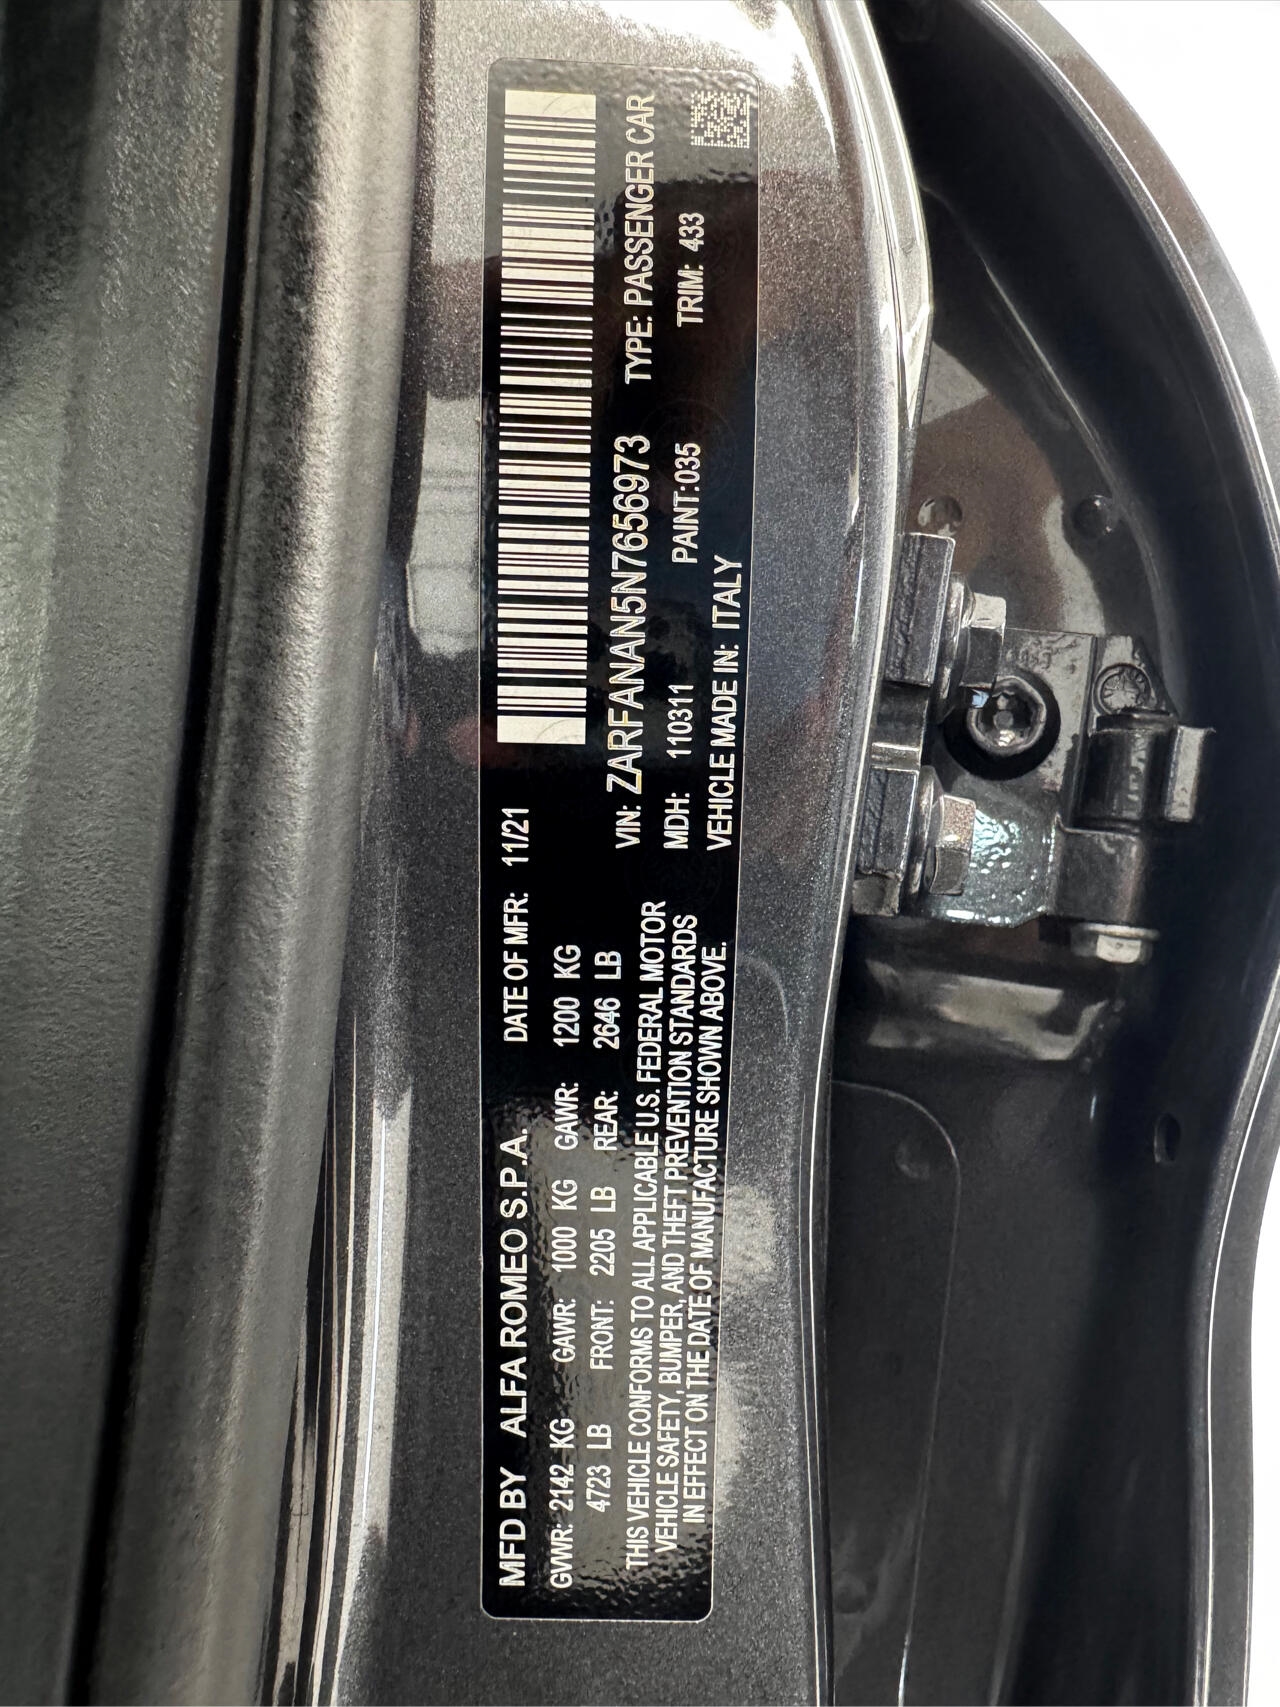 MFD BY ALFA ROMEO S.P.A. DATE OF MFR: 11/21
GVWR: 2142 KG GAWR: 1000 KG GAWR: 1200 KG
4723 LB FRONT: 2205 LB REAR: 2646 LB
THIS VEHICLE CONFORMS TO ALL APPLICABLE U.S. FEDERAL MOTOR
VEHICLE SAFETY, BUMPER, AND THEFT PREVENTION STANDARDS
IN EFFECT ON THE DATE OF MANUFACTURE SHOWN ABOVE.
VIN: ZARFANAN5N7656973 TYPE: PASSENGER CAR
MDH: 110311 PAINT:035 TRIM: 433
VEHICLE MADE IN: ITALY